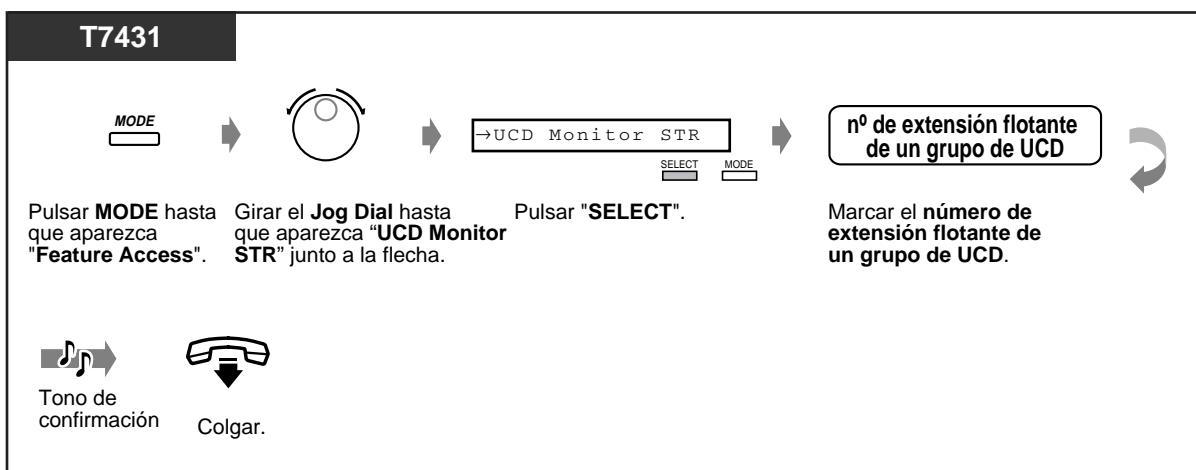 T7431
MODE
→UCD Monitor STR
SELECT MODE
nº de extensión flotante
de un grupo de UCD
Pulsar MODE hasta
que aparezca
"Feature Access".
Girar el Jog Dial hasta
que aparezca “UCD Monitor
STR” junto a la flecha.
Pulsar "SELECT".
Marcar el número de
extensión flotante de
un grupo de UCD.
Tono de
confirmación
Colgar.